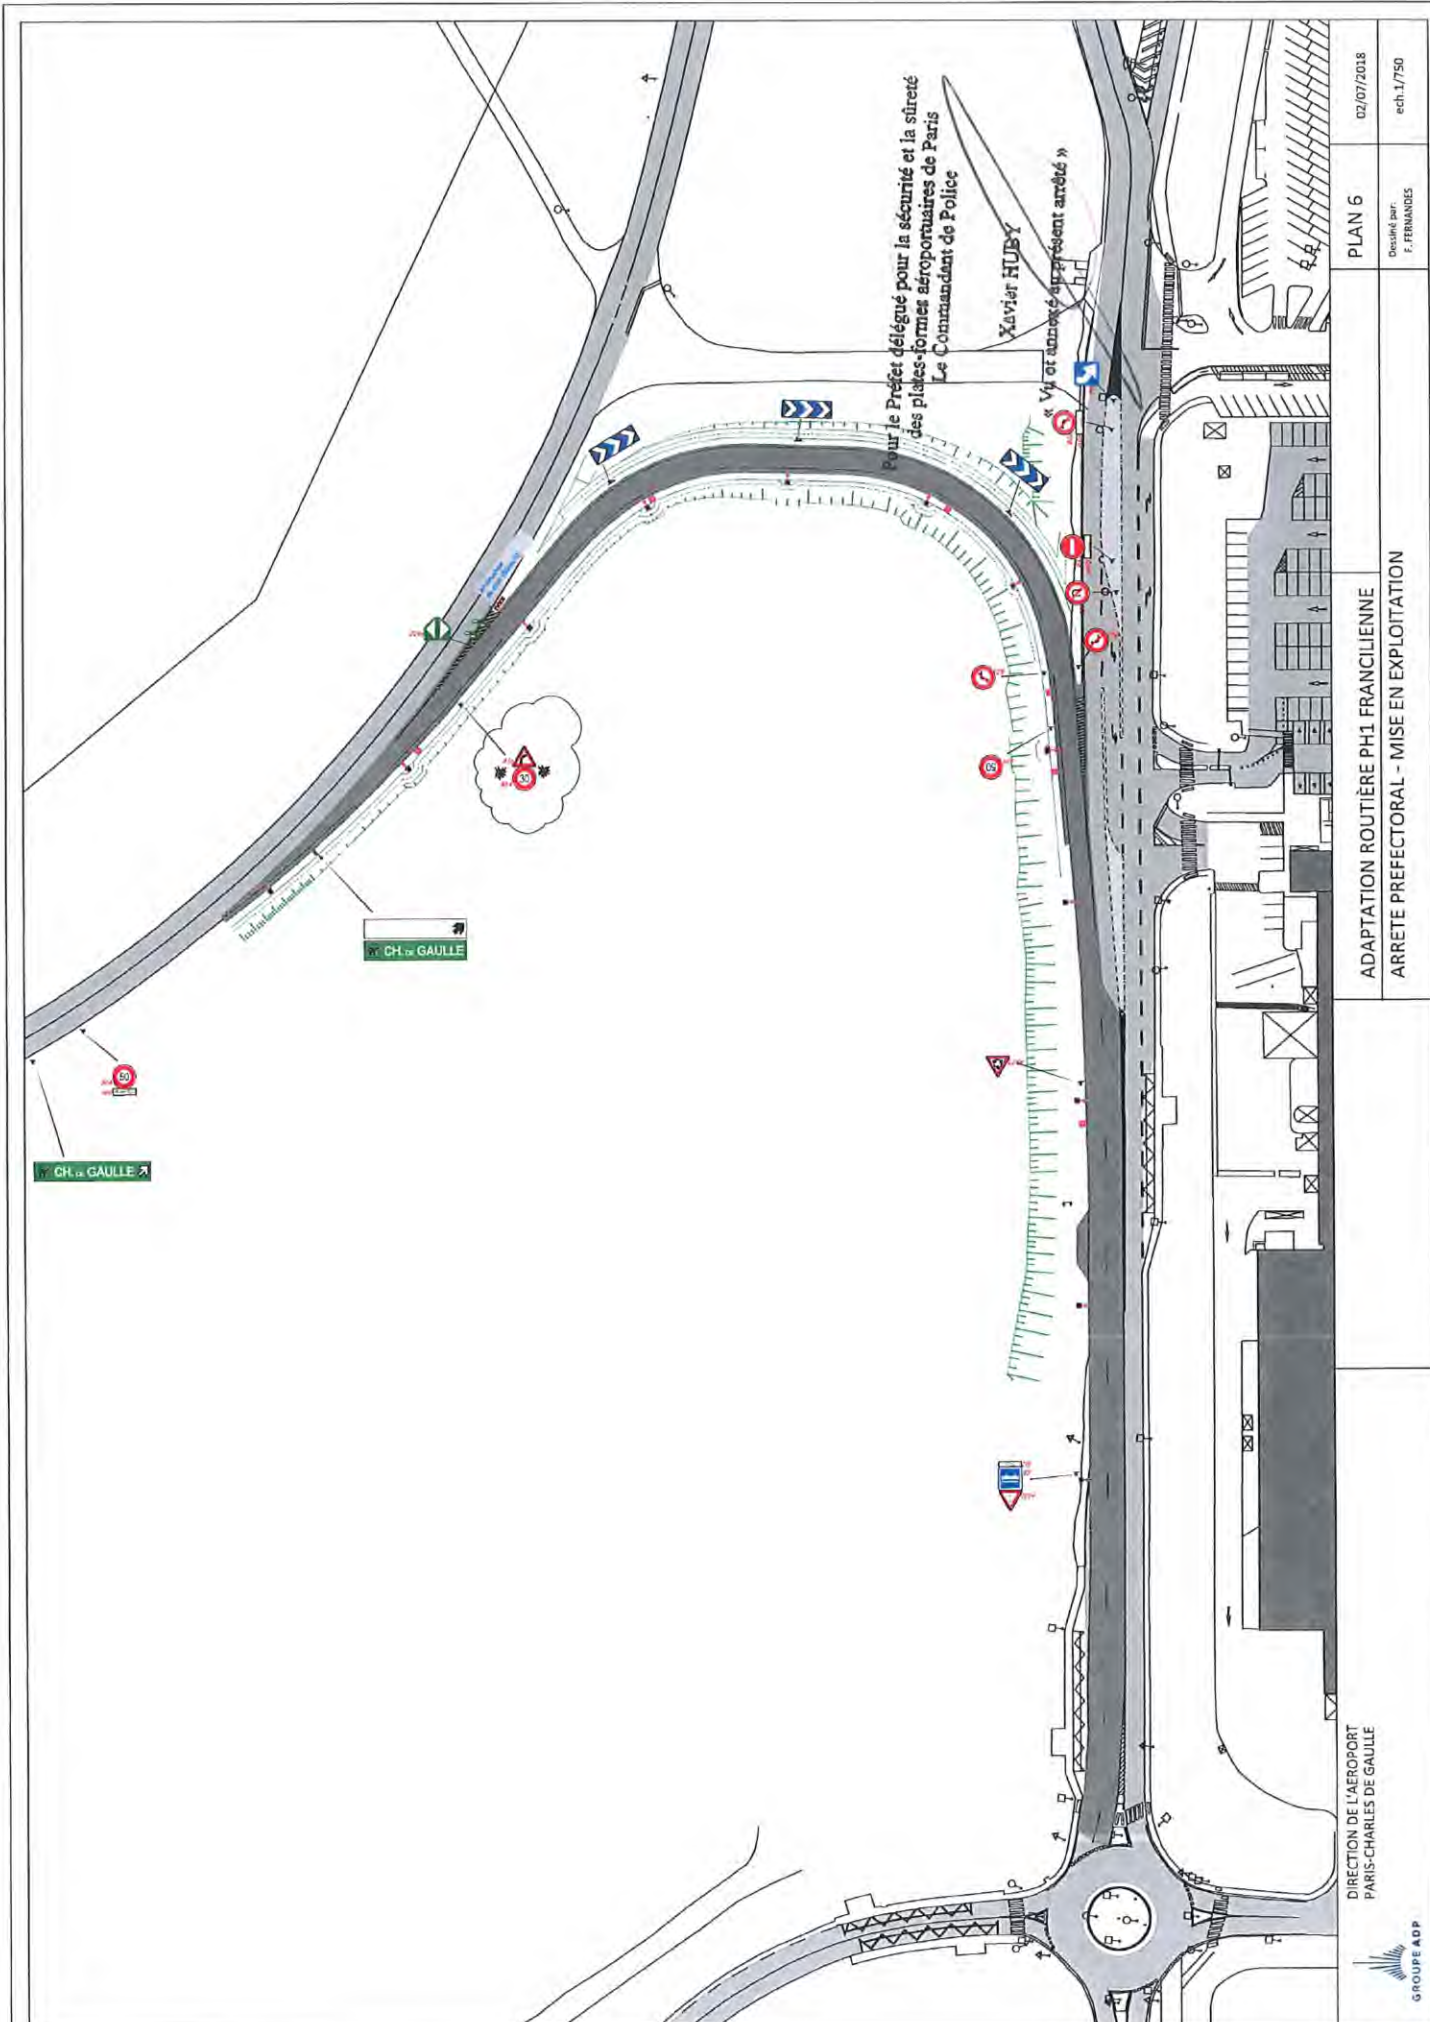 Pour le Préfet délégué pour la sécurité et la sûreté
des plates-formes aéroportuaires de Paris
Le Commandant de Police
Xavier HUBY
« Vu et annexé au présent arrêté »
CH. DE GAULLE
CH. DE GAULLE
30
50
DIRECTION DE L'AEROPORT
PARIS-CHARLES DE GAULLE
GROUPE ADP
ADAPTATION ROUTIÈRE PH1 FRANCILIENNE
ARRETE PREFECTORAL - MISE EN EXPLOITATION
PLAN 6
02/07/2018
Dessiné par:
F. FERNANDES
ech.1/750